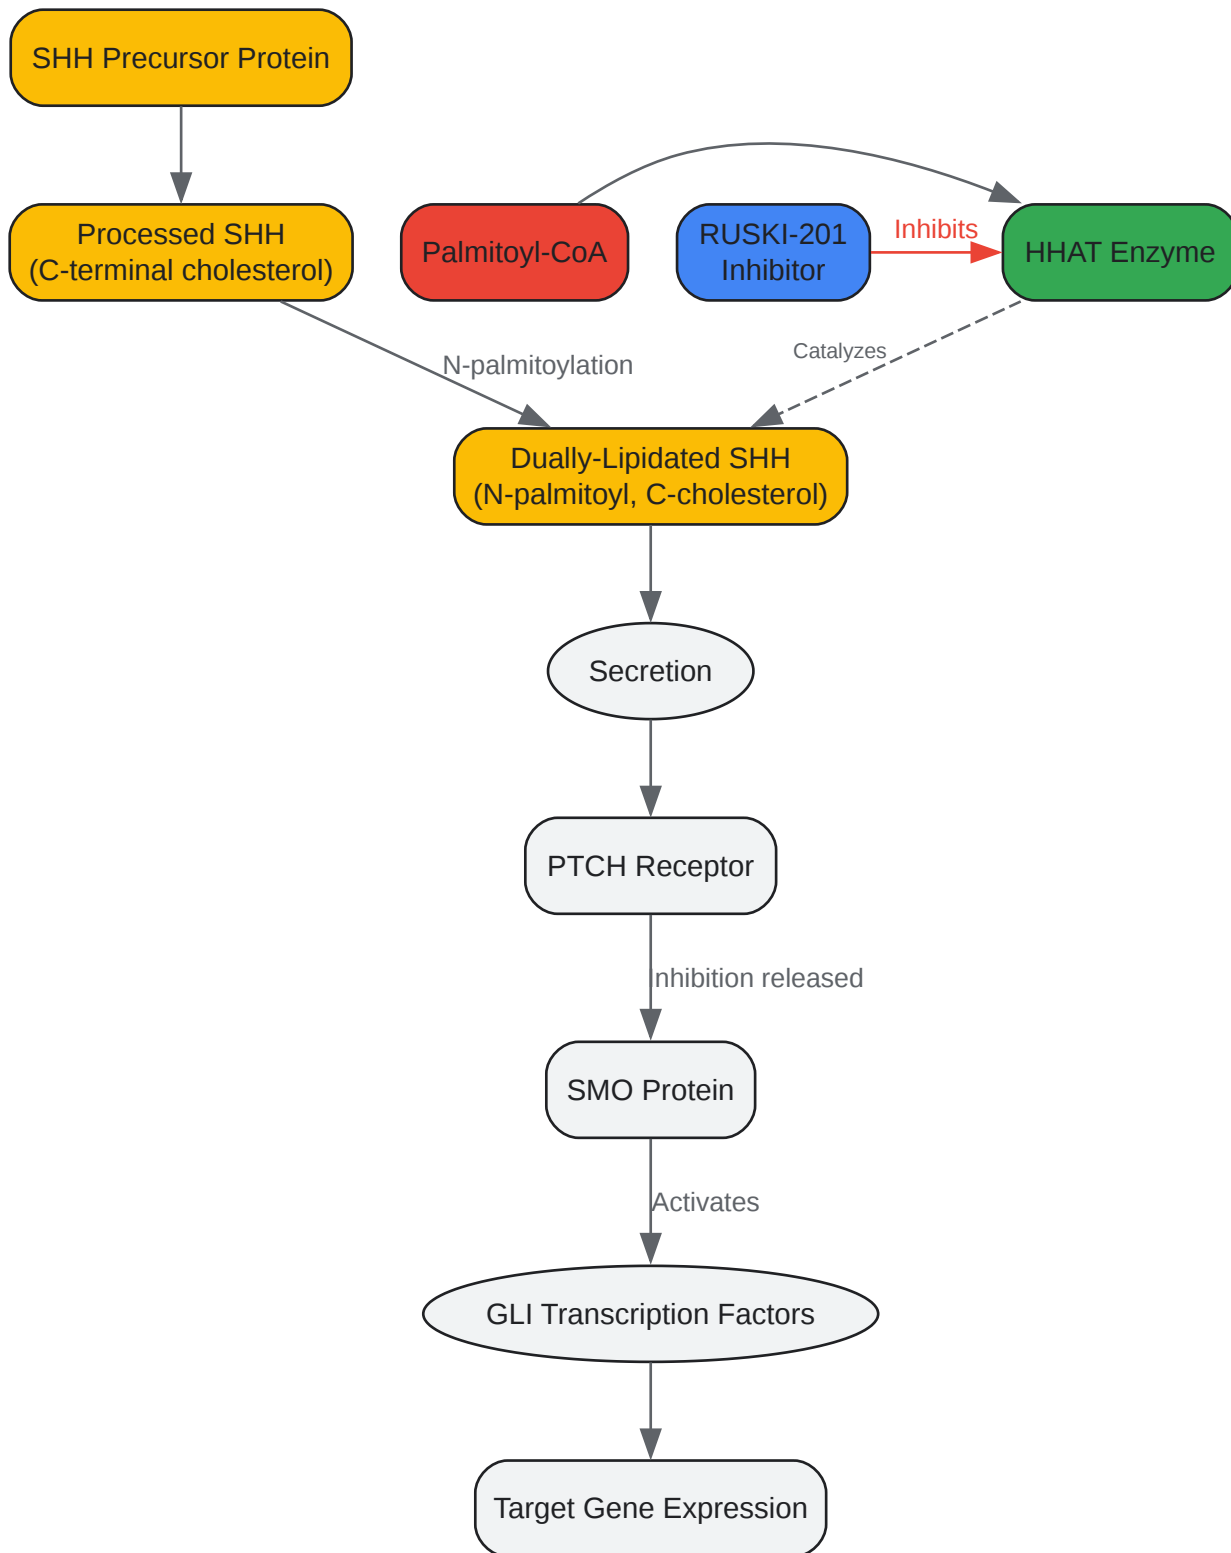 SHH Precursor Protein
Processed SHH
(C-terminal cholesterol)
Palmitoyl-CoA
RUSKI-201
Inhibitor
Inhibits
HHAT Enzyme
N-palmitoylation
Catalyzes
Dually-Lipidated SHH
(N-palmitoyl, C-cholesterol)
Secretion
PTCH Receptor
Inhibition released
SMO Protein
Activates
GLI Transcription Factors
Target Gene Expression